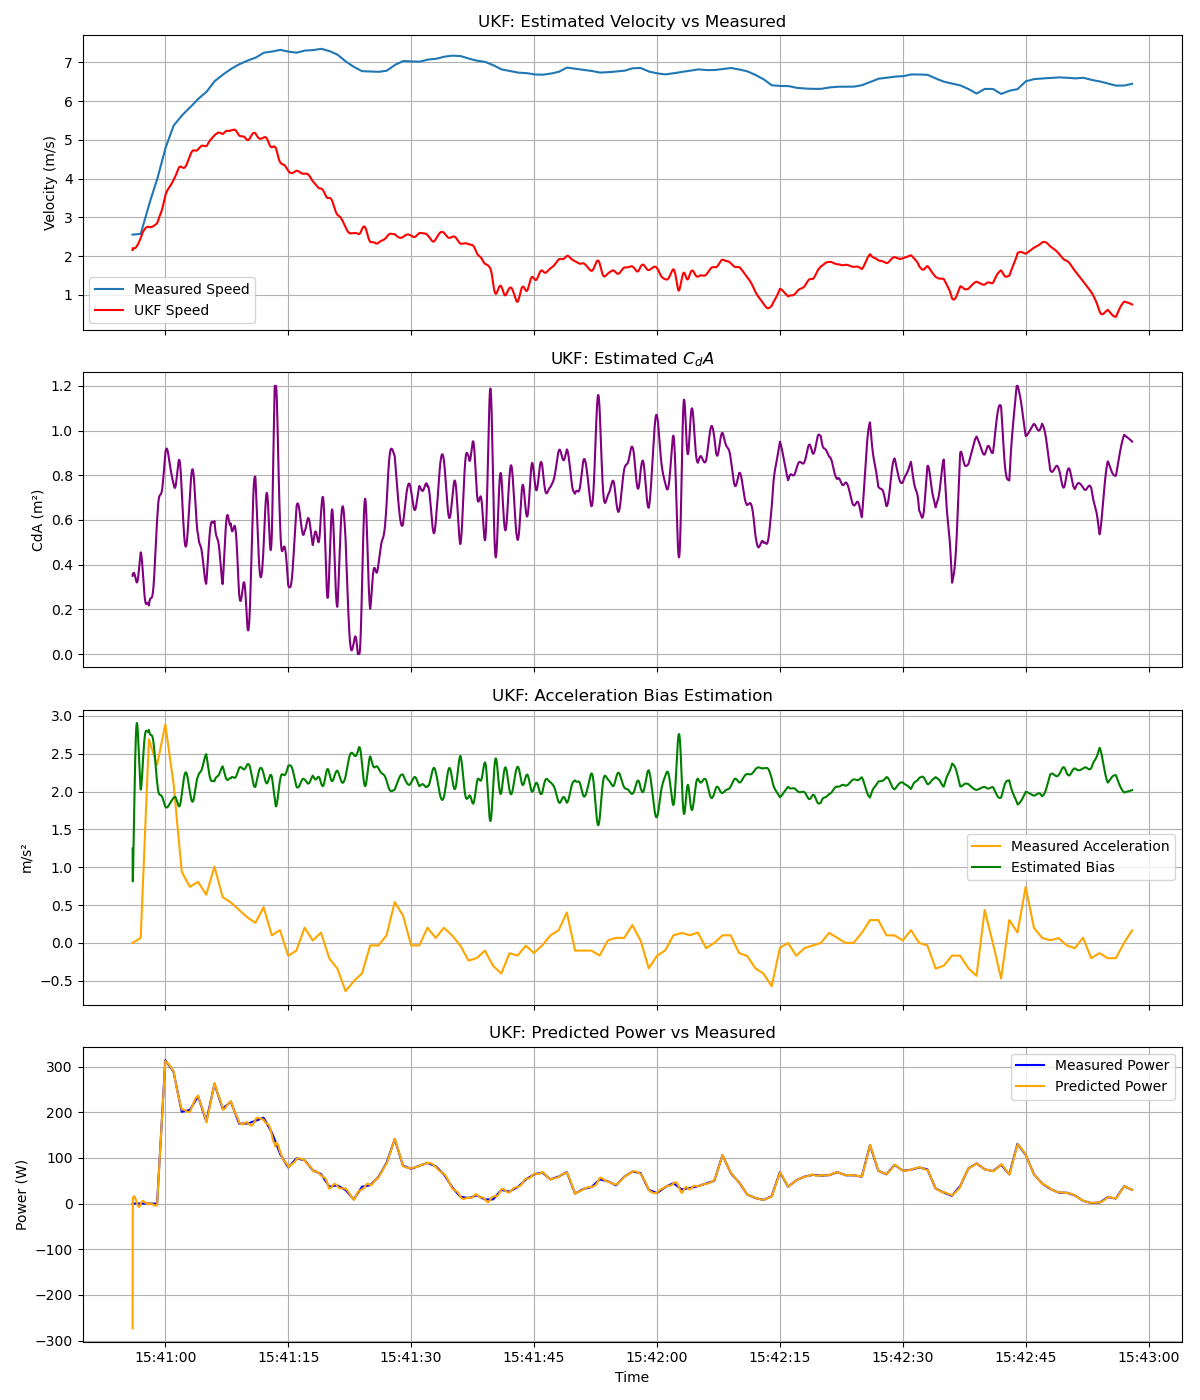 UKF: Estimated Velocity vs Measured
7
6
5
4
3
2
1
Velocity (m/s)
Measured Speed
UKF Speed
UKF: Estimated CdA
1.2
1.0
0.8
0.6
0.4
0.2
0.0
CdA (m²)
UKF: Acceleration Bias Estimation
3.0
2.5
2.0
1.5
1.0
0.5
0.0
−0.5
m/s²
Measured Acceleration
Estimated Bias
UKF: Predicted Power vs Measured
300
200
100
0
−100
−200
−300
Power (W)
Measured Power
Predicted Power
15:41:00 15:41:15 15:41:30 15:41:45 15:42:00 15:42:15 15:42:30 15:42:45 15:43:00
Time